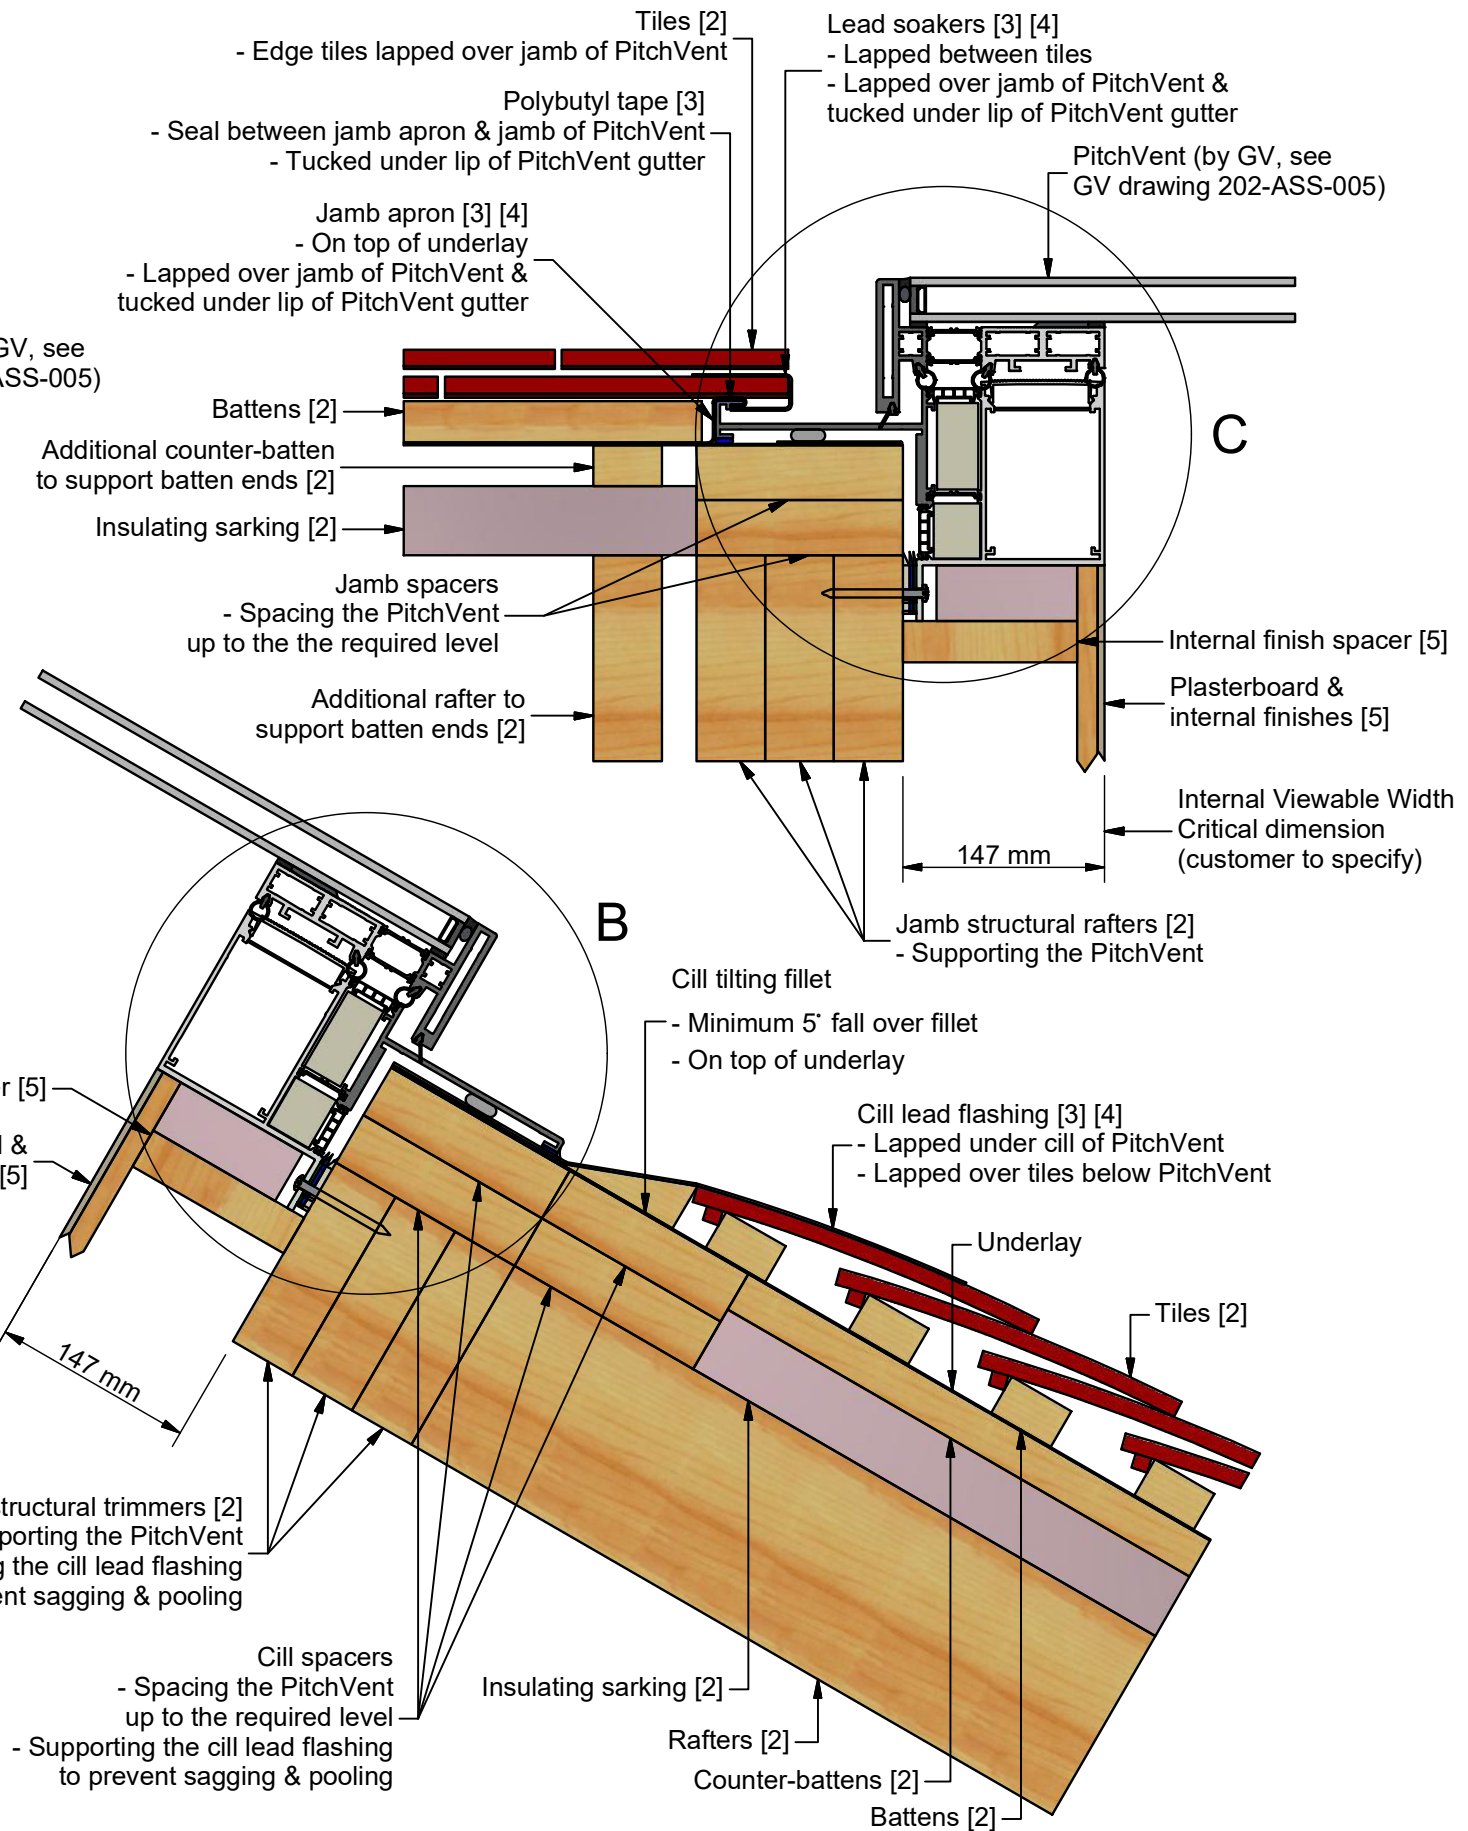 Tiles [2]
- Edge tiles lapped over jamb of PitchVent
Lead soakers [3] [4]
- Lapped between tiles
- Lapped over jamb of PitchVent &
tucked under lip of PitchVent gutter
Polybutyl tape [3]
- Seal between jamb apron & jamb of PitchVent
- Tucked under lip of PitchVent gutter
PitchVent (by GV, see
GV drawing 202-ASS-005)
Jamb apron [3] [4]
- On top of underlay
- Lapped over jamb of PitchVent &
tucked under lip of PitchVent gutter
GV, see
ASS-005)
Battens [2]
C
Additional counter-batten
to support batten ends [2]
Insulating sarking [2]
Jamb spacers
- Spacing the PitchVent
up to the the required level
Internal finish spacer [5]
Additional rafter to
support batten ends [2]
Plasterboard &
internal finishes [5]
Internal Viewable Width
Critical dimension
(customer to specify)
147 mm
B
Jamb structural rafters [2]
- Supporting the PitchVent
Cill tilting fillet
- Minimum 5° fall over fillet
- On top of underlay
r [5]
&
[5]
Cill lead flashing [3] [4]
- Lapped under cill of PitchVent
- Lapped over tiles below PitchVent
Underlay
Tiles [2]
147 mm
structural trimmers [2]
porting the PitchVent
g the cill lead flashing
ent sagging & pooling
Cill spacers
- Spacing the PitchVent
up to the required level
- Supporting the cill lead flashing
to prevent sagging & pooling
Insulating sarking [2]
Rafters [2]
Counter-battens [2]
Battens [2]